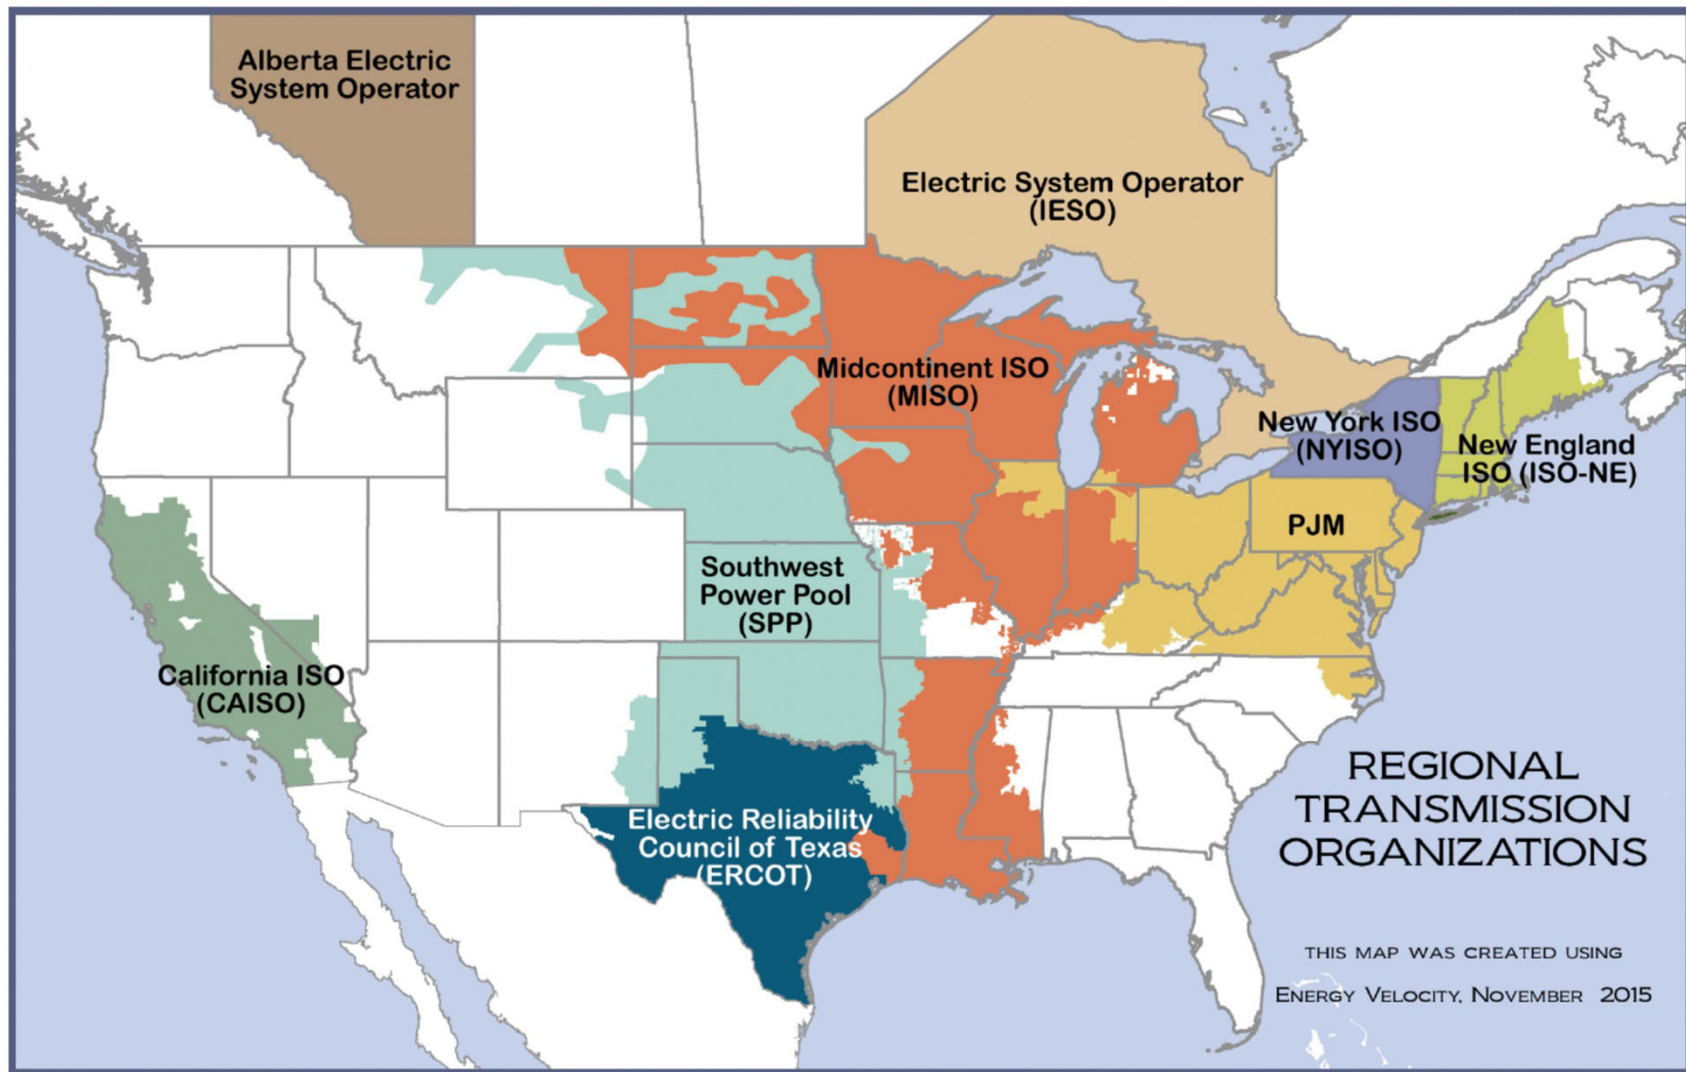 Alberta Electric
System Operator
Electric System Operator
(IESO)
Midcontinent ISO
(MISO)
New York ISO
(NYISO)
New England
ISO (ISO-NE)
PJM
Southwest
Power Pool
(SPP)
California ISO
(CAISO)
Electric Reliability
Council of Texas
(ERCOT)
REGIONAL
TRANSMISSION
ORGANIZATIONS
THIS MAP WAS CREATED USING
ENERGY VELOCITY, NOVEMBER 2015